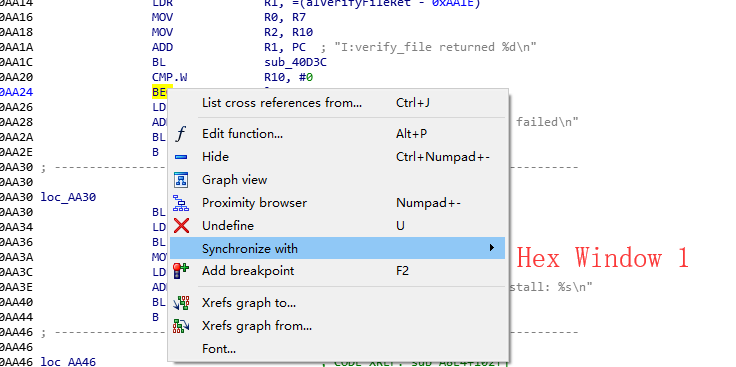 0AA14 LDR R1, =(aIVerifyFileRet - 0xAA1E)
0AA16 MOV R0, R7
0AA18 MOV R2, R10
0AA1A ADD R1, PC ; "I:verify_file returned %d\n"
0AA1C BL sub_40D3C
0AA20 CMP.W R10, #0
0AA24 BEQ
0AA26 LD
0AA28 AD failed\n"
0AA2A BL
0AA2E B
0AA30 ; ---------------------------------------------------------------------------
0AA30
0AA30 loc_AA30
0AA30 BL
0AA34 LD
0AA36 BL
0AA3A MO
0AA3C LD
0AA3E AD stall: %s\n"
0AA40 BL
0AA44 B
0AA46 ; ---------------------------------------------------------------------------
0AA46
0AA46 loc_AA46 ; CODE XREF: sub_A8E4+102↑j
List cross references from... Ctrl+J
Edit function... Alt+P
Hide Ctrl+Numpad+-
Graph view
Proximity browser Numpad+-
Undefine U
Synchronize with
Add breakpoint F2
Xrefs graph to...
Xrefs graph from...
Font...
Hex Window 1